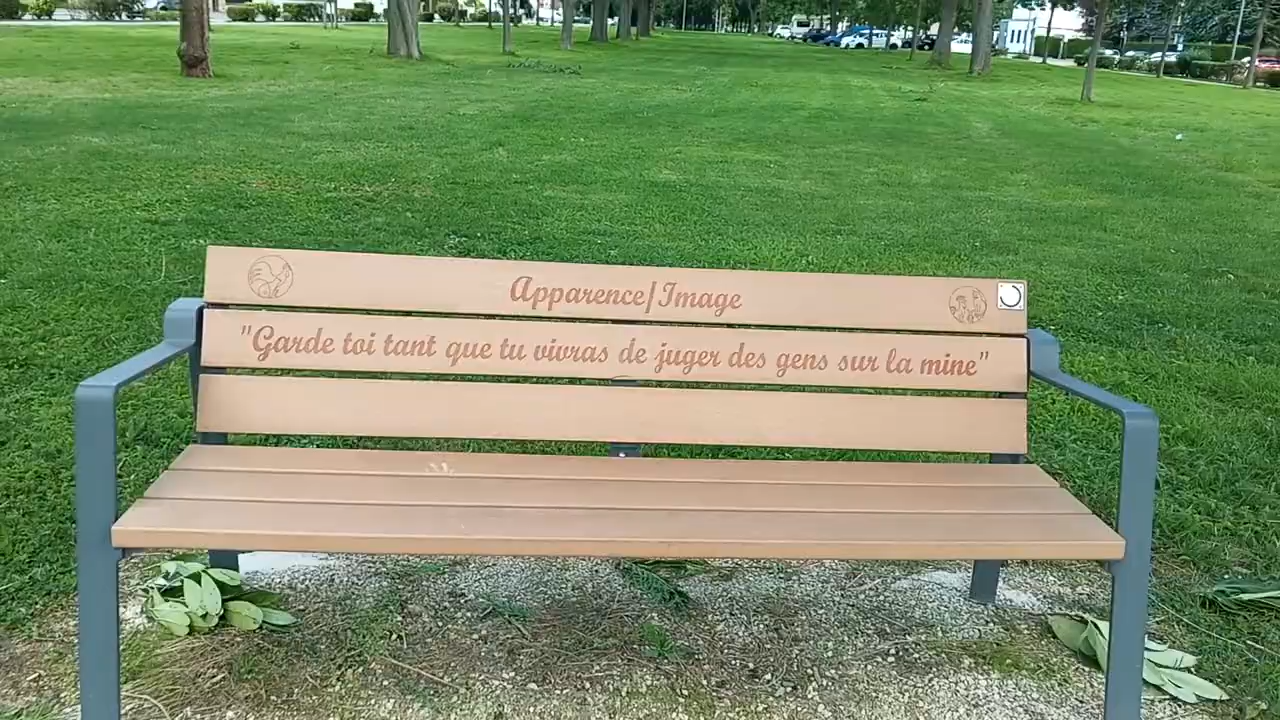 Apparence/Image
"Garde toi tant que tu vivras de juger des gens sur la mine"